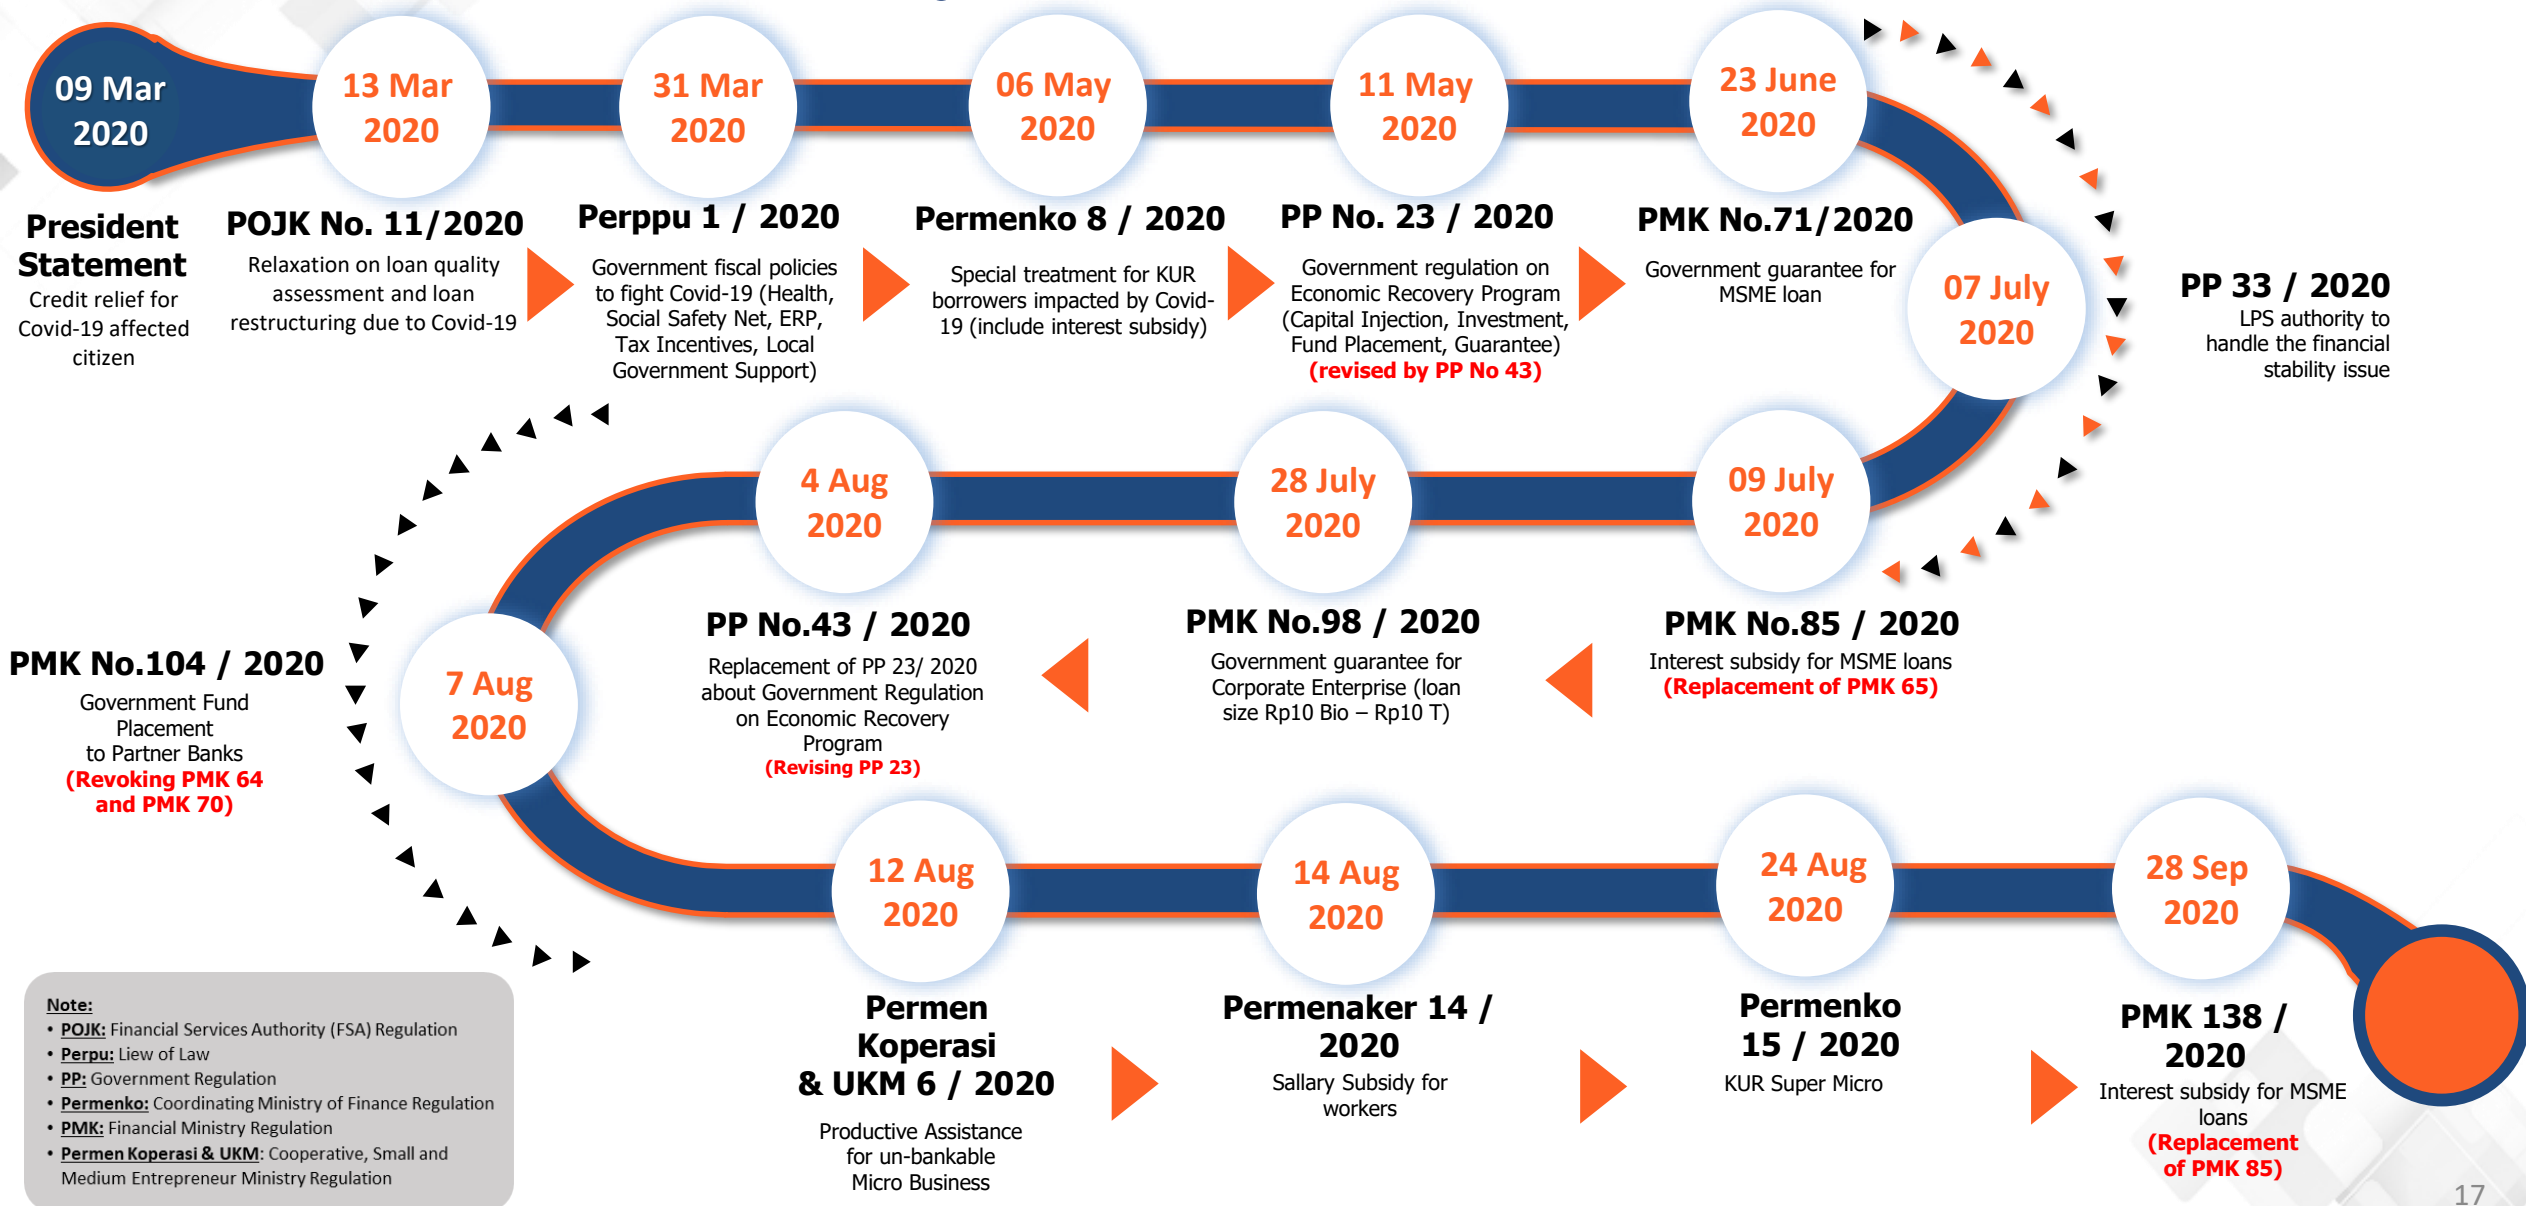 09 Mar
2020
President
Statement
Credit relief for
Covid-19 affected
citizen
13 Mar
2020
POJK No. 11/2020
Relaxation on loan quality
assessment and loan
restructuring due to Covid-19
31 Mar
2020
Perppu 1 / 2020
Government fiscal policies
to fight Covid-19 (Health,
Social Safety Net, ERP,
Tax Incentives, Local
Government Support)
06 May
2020
Permenko 8 / 2020
Special treatment for KUR
borrowers impacted by Covid-
19 (include interest subsidy)
11 May
2020
PP No. 23 / 2020
Government regulation on
Economic Recovery Program
(Capital Injection, Investment,
Fund Placement, Guarantee)
(revised by PP No 43)
23 June
2020
PMK No.71/2020
Government guarantee for
MSME loan
07 July
2020
PP 33 / 2020
LPS authority to
handle the financial
stability issue
09 July
2020
PMK No.85 / 2020
Interest subsidy for MSME loans
(Replacement of PMK 65)
28 July
2020
PMK No.98 / 2020
Government guarantee for
Corporate Enterprise (loan
size Rp10 Bio – Rp10 T)
4 Aug
2020
PP No.43 / 2020
Replacement of PP 23/ 2020
about Government Regulation
on Economic Recovery
Program
(Revising PP 23)
7 Aug
2020
PMK No.104 / 2020
Government Fund
Placement
to Partner Banks
(Revoking PMK 64
and PMK 70)
12 Aug
2020
Permen
Koperasi
& UKM 6 / 2020
Productive Assistance
for un-bankable
Micro Business
14 Aug
2020
Permenaker 14 /
2020
Sallary Subsidy for
workers
24 Aug
2020
Permenko
15 / 2020
KUR Super Micro
28 Sep
2020
PMK 138 /
2020
Interest subsidy for MSME
loans
(Replacement
of PMK 85)
Note:
• POJK: Financial Services Authority (FSA) Regulation
• Perpu: Liew of Law
• PP: Government Regulation
• Permenko: Coordinating Ministry of Finance Regulation
• PMK: Financial Ministry Regulation
• Permen Koperasi & UKM: Cooperative, Small and
Medium Entrepreneur Ministry Regulation
17